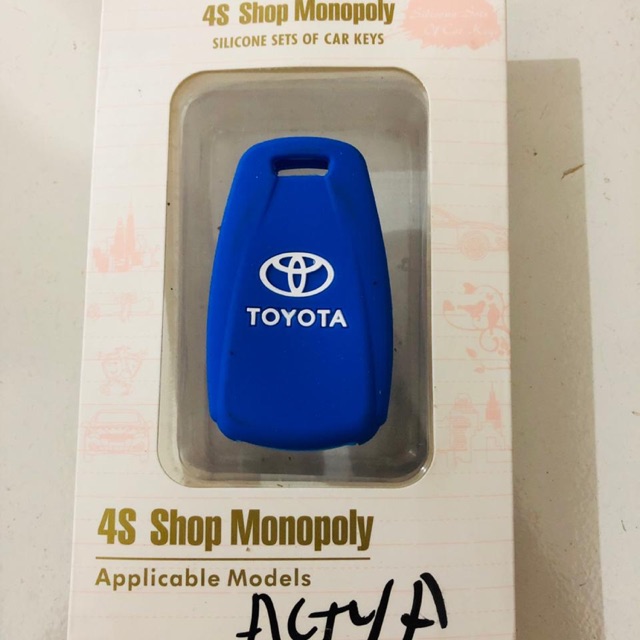 4S Shop Monopoly
SILICONE SETS OF CAR KEYS
TOYOTA
4S Shop Monopoly
Applicable Models